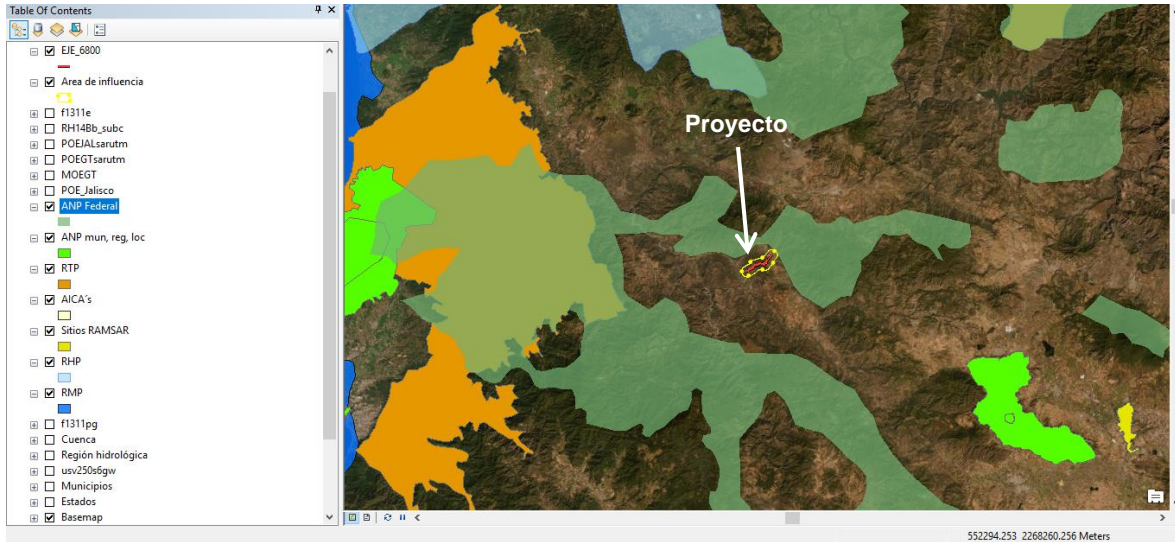 Table Of Contents
EJE_6800
Area de influencia
f1311e
RH14Bb_subc
POEJALsarutm
POEGTsarutm
MOEGT
POE_Jalisco
ANP Federal
ANP mun, reg, loc
RTP
AICA´s
Sitios RAMSAR
RHP
RMP
f1311pg
Cuenca
Región hidrológica
usv250s6gw
Municipios
Estados
Basemap
Proyecto
552294.253 2268260.256 Meters